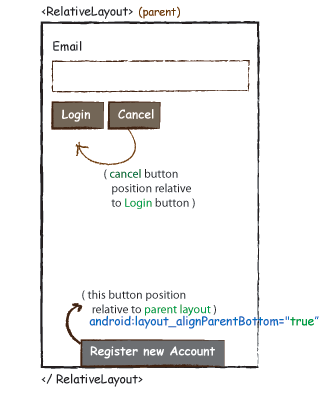 <RelativeLayout> (parent)
Email
Login Cancel
( cancel button
position relative
to Login button )
( this button position
relative to parent layout )
android:layout_alignParentBottom="true"
Register new Account
</ RelativeLayout>